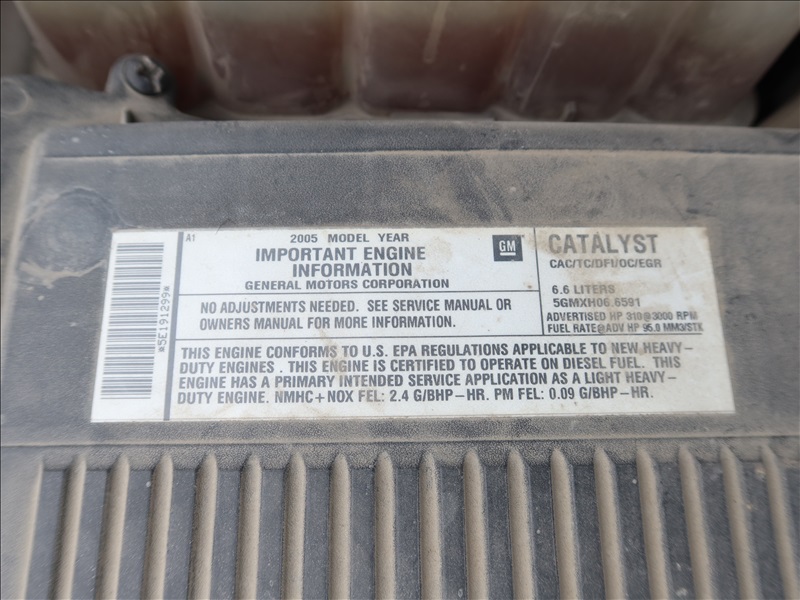 *5E191299*
A1
2005 MODEL YEAR
IMPORTANT ENGINE
INFORMATION
GENERAL MOTORS CORPORATION
GM
NO ADJUSTMENTS NEEDED. SEE SERVICE MANUAL OR
OWNERS MANUAL FOR MORE INFORMATION.
CATALYST
CAC/TC/DFI/OC/EGR
6.6 LITERS
5GMXH06.6591
ADVERTISED HP 310@3000 RPM
FUEL RATE@ADV HP 95.0 MM3/STK
THIS ENGINE CONFORMS TO U.S. EPA REGULATIONS APPLICABLE TO NEW HEAVY-
DUTY ENGINES . THIS ENGINE IS CERTIFIED TO OPERATE ON DIESEL FUEL. THIS
ENGINE HAS A PRIMARY INTENDED SERVICE APPLICATION AS A LIGHT HEAVY-
DUTY ENGINE. NMHC+NOX FEL: 2.4 G/BHP-HR. PM FEL: 0.09 G/BHP-HR.